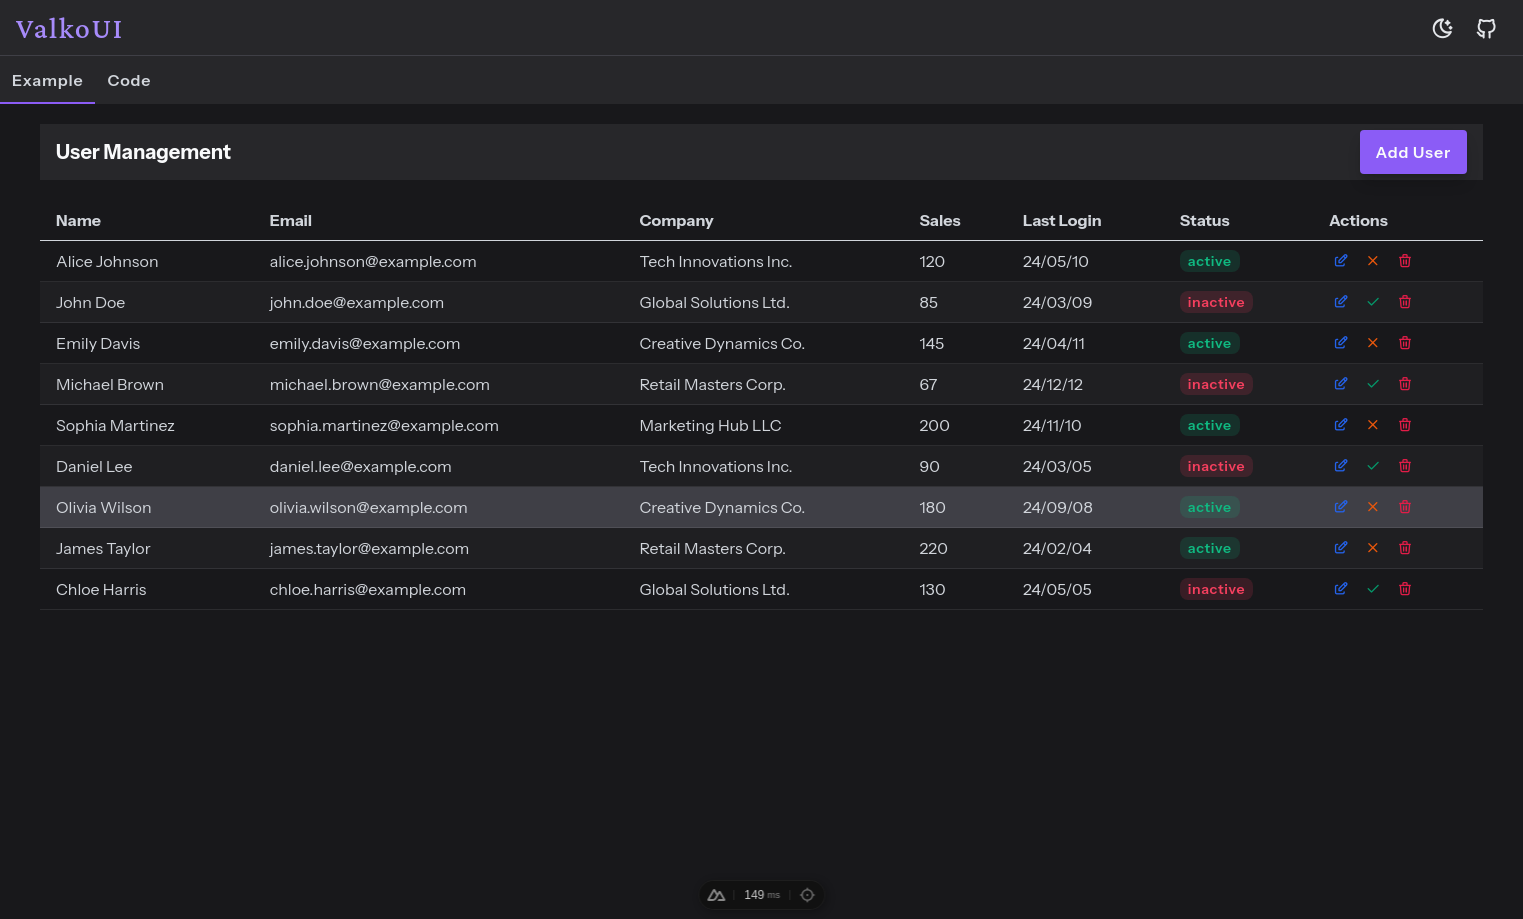 ValkoUI
Example Code
User Management Add User
Name Email Company Sales Last Login Status Actions
Alice Johnson alice.johnson@example.com Tech Innovations Inc. 120 24/05/10 active
John Doe john.doe@example.com Global Solutions Ltd. 85 24/03/09 inactive
Emily Davis emily.davis@example.com Creative Dynamics Co. 145 24/04/11 active
Michael Brown michael.brown@example.com Retail Masters Corp. 67 24/12/12 inactive
Sophia Martinez sophia.martinez@example.com Marketing Hub LLC 200 24/11/10 active
Daniel Lee daniel.lee@example.com Tech Innovations Inc. 90 24/03/05 inactive
Olivia Wilson olivia.wilson@example.com Creative Dynamics Co. 180 24/09/08 active
James Taylor james.taylor@example.com Retail Masters Corp. 220 24/02/04 active
Chloe Harris chloe.harris@example.com Global Solutions Ltd. 130 24/05/05 inactive
149 ms